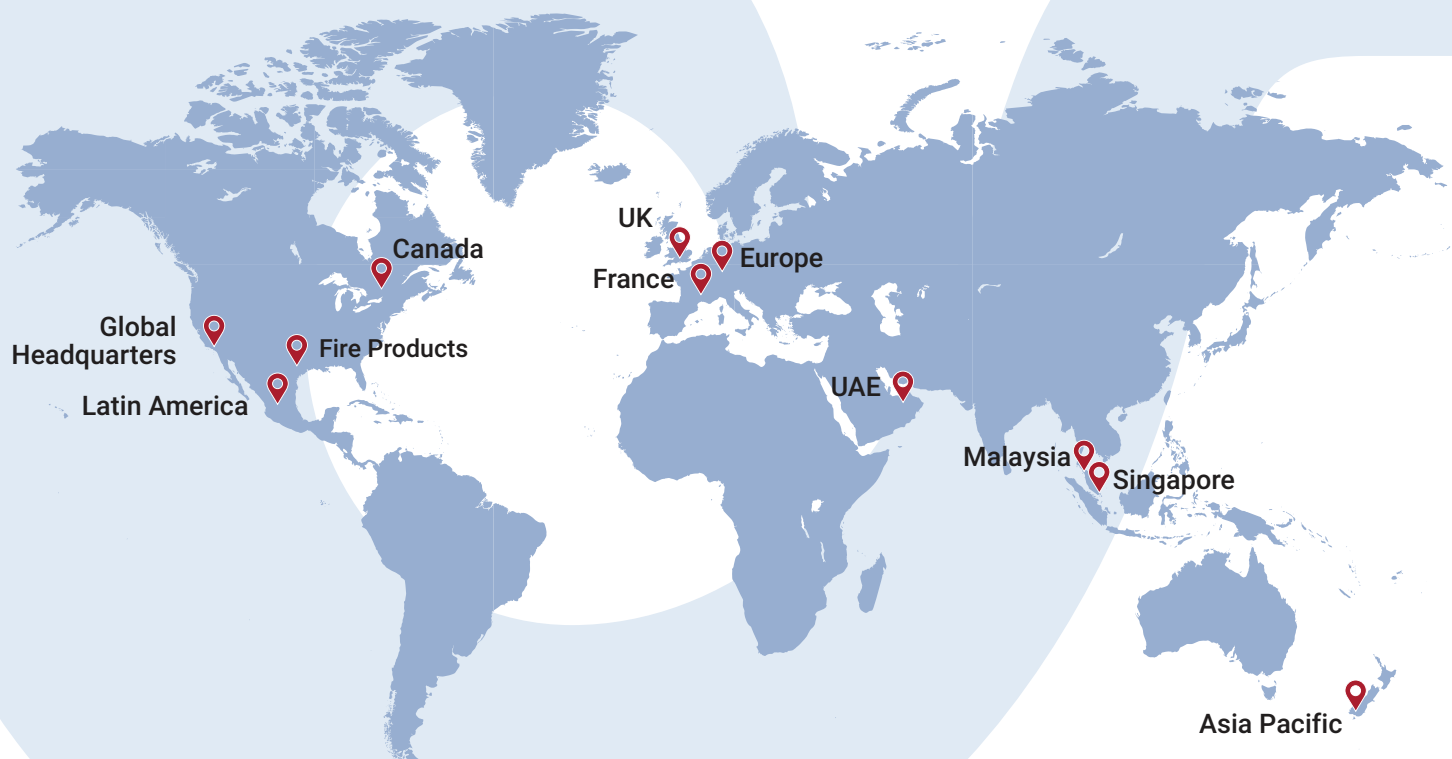 UK
Canada
Europe
France
Global
Headquarters
Fire Products
UAE
Latin America
Malaysia
Singapore
Asia Pacific